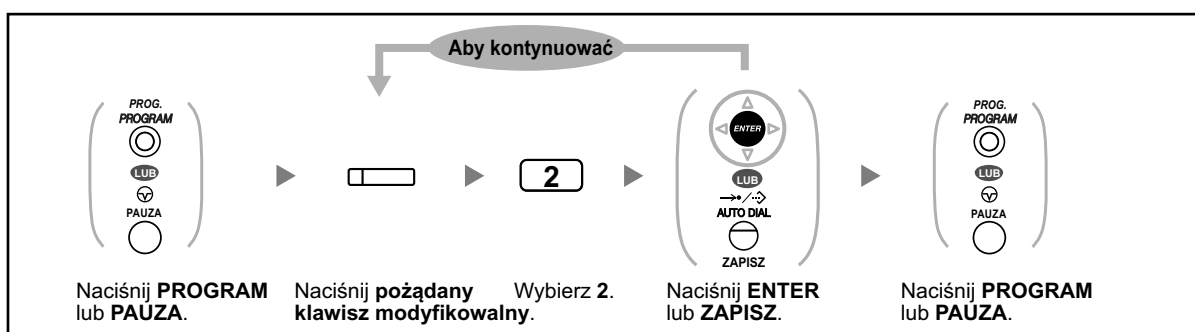 Aby kontynuować
PROG.
PROGRAM
LUB
PAUZA
2
ENTER
LUB
AUTO DIAL
ZAPISZ
PROG.
PROGRAM
LUB
PAUZA
Naciśnij PROGRAM
lub PAUZA.
Naciśnij pożądany
klawisz modyfikowalny.
Wybierz 2.
Naciśnij ENTER
lub ZAPISZ.
Naciśnij PROGRAM
lub PAUZA.